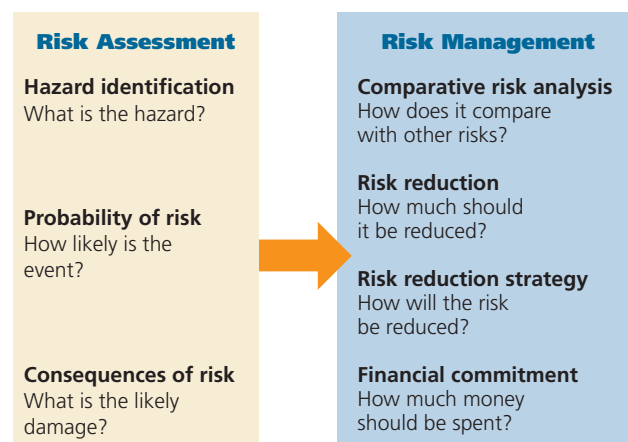 Risk Assessment
Hazard identification
What is the hazard?
Probability of risk
How likely is the
event?
Consequences of risk
What is the likely
damage?
Risk Management
Comparative risk analysis
How does it compare
with other risks?
Risk reduction
How much should
it be reduced?
Risk reduction strategy
How will the risk
be reduced?
Financial commitment
How much money
should be spent?